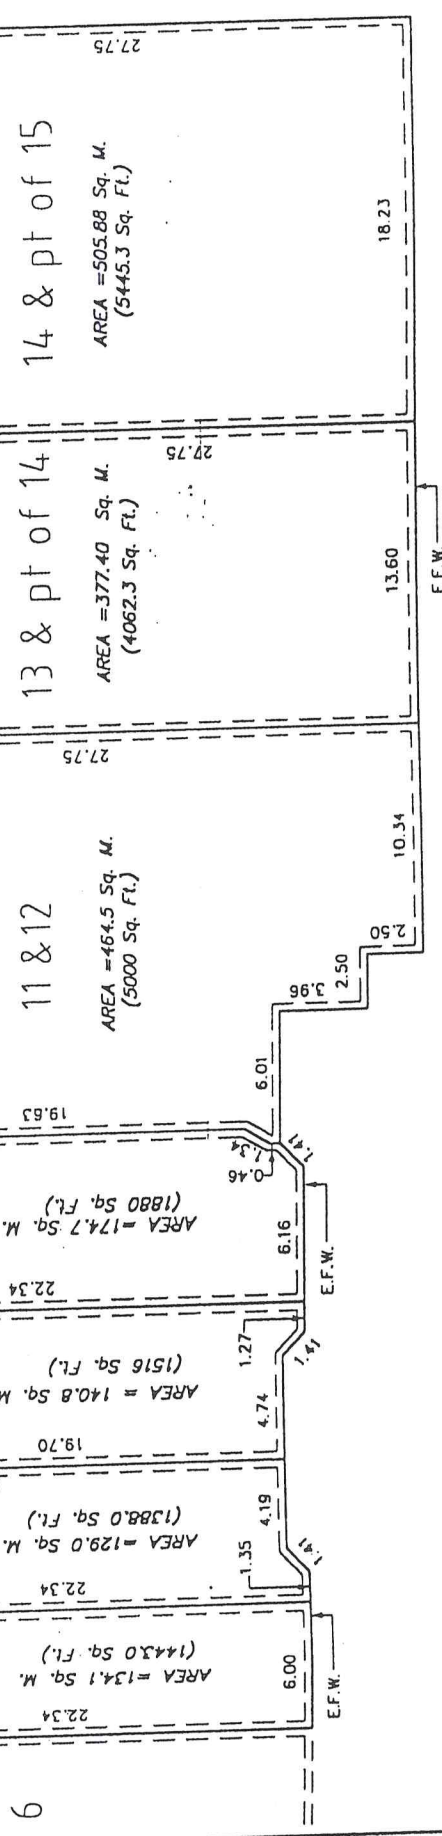 27.75
14 & pt of 15
AREA =505.88 Sq. M.
(5445.3 Sq. Ft.)
18.23
27.75
13 & pt of 14
AREA =377.40 Sq. M.
(4062.3 Sq. Ft.)
13.60
E.F.W.
27.75
11 & 12
AREA =464.5 Sq. M.
(5000 Sq. Ft.)
10.34
2.50
2.50
3.96
6.01
19.63
1.34
0.46
1.41
AREA =174.7 Sq. M.
(1880 Sq. Ft.)
6.16
E.F.W.
22.34
1.27
1.41
AREA = 140.8 Sq. M
(1516 Sq. Ft.)
4.74
19.70
AREA =129.0 Sq. M.
(1388.0 Sq. Ft.)
4.19
1.41
1.35
22.34
AREA =134.1 Sq. M.
(1443.0 Sq. Ft.)
6.00
E.F.W.
22.34
6